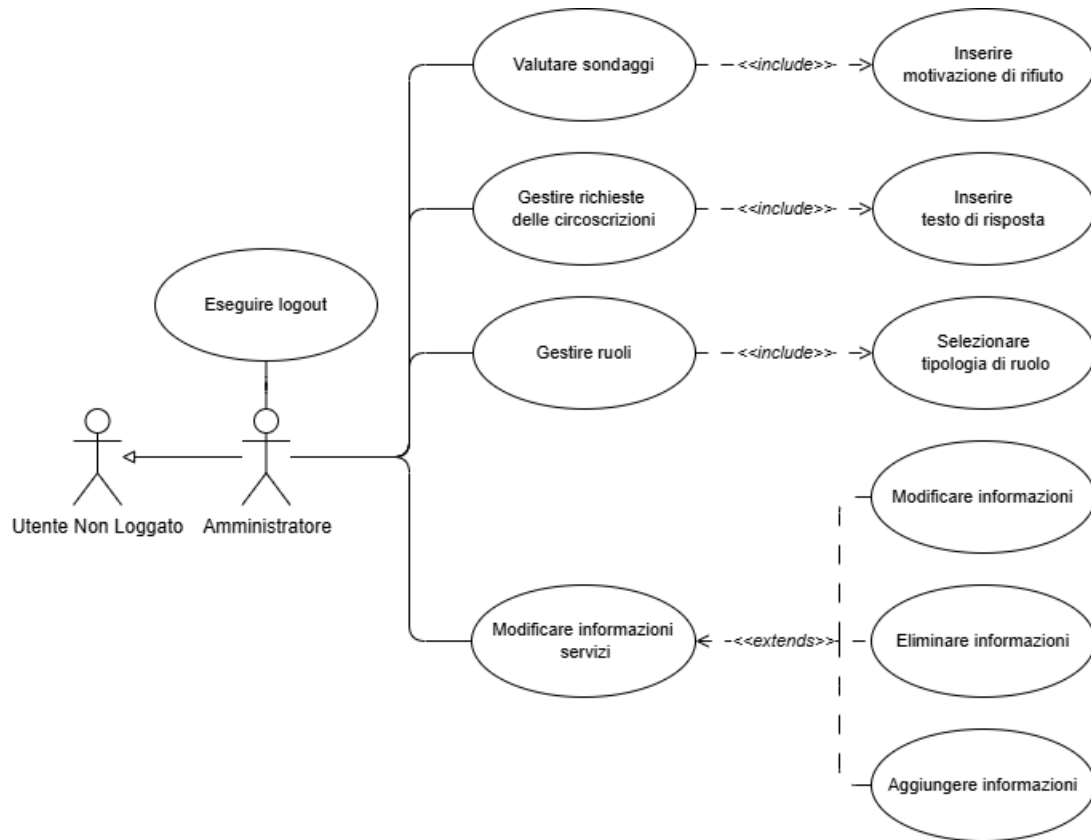 Valutare sondaggi
<<include>>
Inserire
motivazione di rifiuto
Gestire richieste
delle circoscrizioni
<<include>>
Inserire
testo di risposta
Eseguire logout
Gestire ruoli
<<include>>
Selezionare
tipologia di ruolo
Utente Non Loggato
Amministratore
Modificare informazioni
Modificare informazioni
servizi
<<extends>>
Eliminare informazioni
Aggiungere informazioni